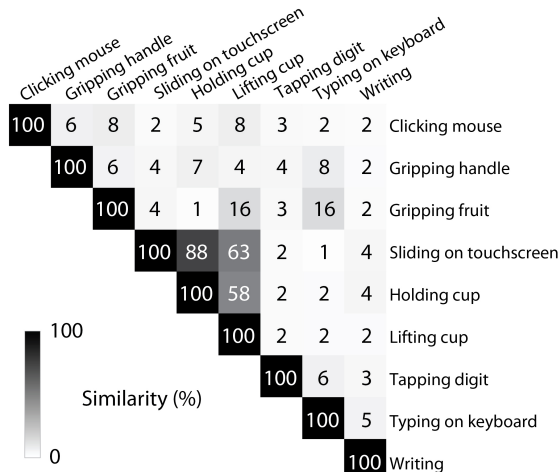 Clicking mouse
Gripping handle
Gripping fruit
Sliding on touchscreen
Holding cup
Lifting cup
Tapping digit
Typing on keyboard
Writing
100 6 8 2 5 8 3 2 2 Clicking mouse
100 6 4 7 4 4 8 2 Gripping handle
100 4 1 16 3 16 2 Gripping fruit
100 88 63 2 1 4 Sliding on touchscreen
100 58 2 2 4 Holding cup
100 2 2 2 Lifting cup
100 6 3 Tapping digit
100 5 Typing on keyboard
100 Writing
100
Similarity (%)
0